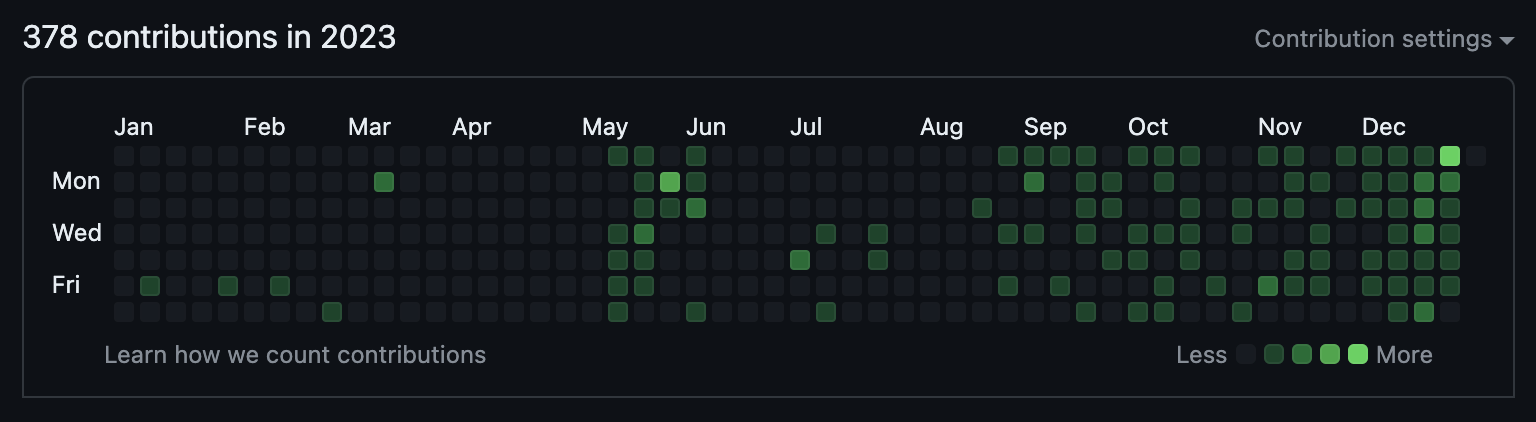 378 contributions in 2023
Contribution settings
Jan Feb Mar Apr May Jun Jul Aug Sep Oct Nov Dec
Mon
Wed
Fri
Learn how we count contributions
Less More